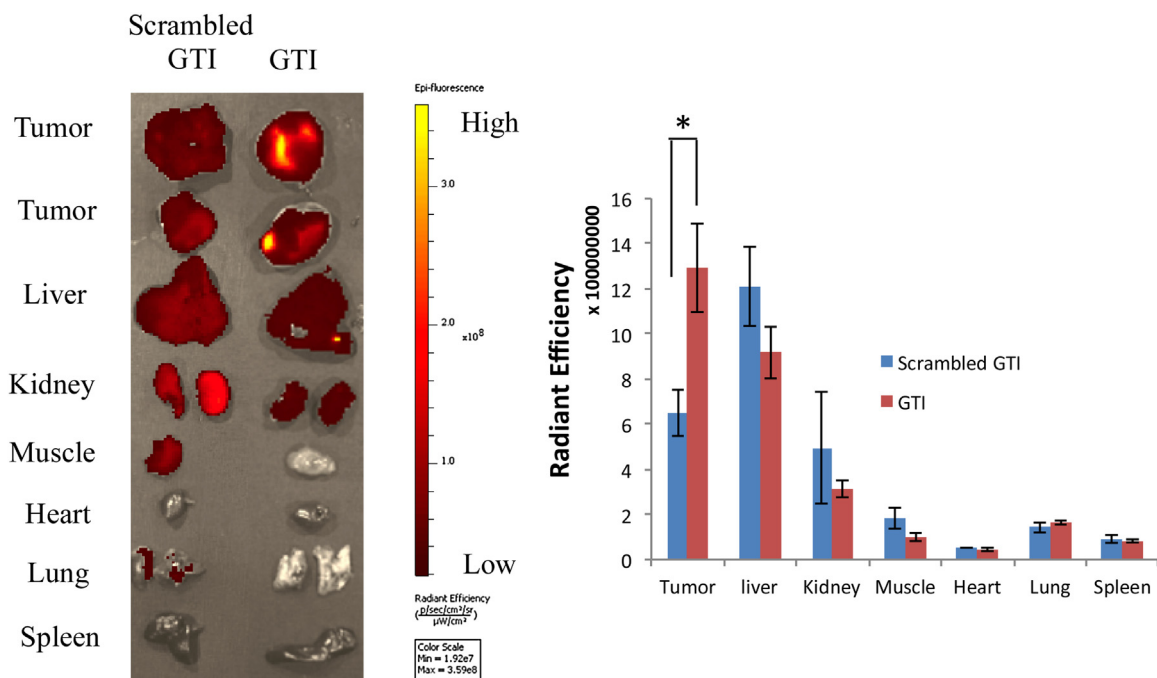 Scrambled
GTI GTI
Tumor
Tumor
Liver
Kidney
Muscle
Heart
Lung
Spleen
Epi-fluorescence
High
3.0
2.0
x10⁸
1.0
Low
Radiant Efficiency
(p/sec/cm²/sr
µW/cm²)
Color Scale
Min = 1.92e7
Max = 3.59e8
*
Radiant Efficiency
x 100000000
16
14
12
10
8
6
4
2
0
Scrambled GTI
GTI
Tumor liver Kidney Muscle Heart Lung Spleen